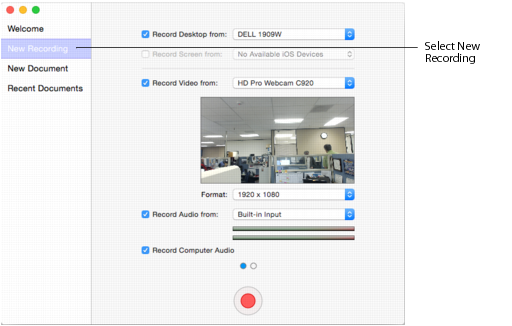 Welcome
New Recording
New Document
Recent Documents
Record Desktop from: DELL 1909W
Record Screen from: No Available iOS Devices
Record Video from: HD Pro Webcam C920
Format: 1920 x 1080
Record Audio from: Built-in Input
Record Computer Audio
Select New
Recording